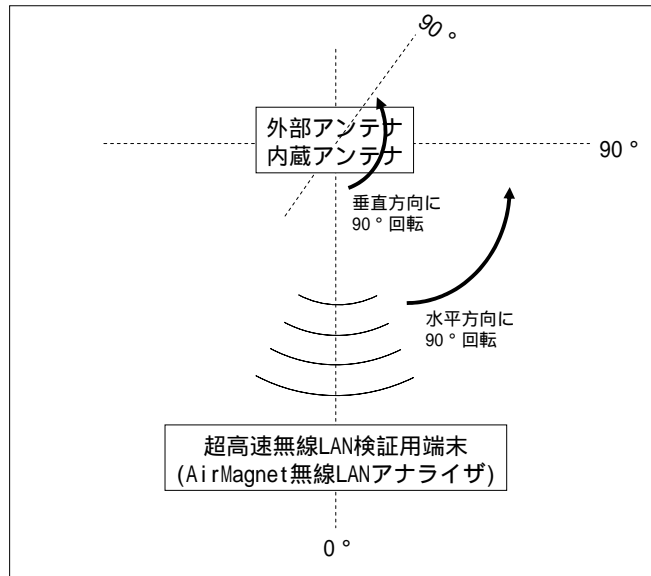 90°
外部アンテナ
内蔵アンテナ
90°
垂直方向に
90°回転
水平方向に
90°回転
超高速無線LAN検証用端末
(AirMagnet無線LANアナライザ)
0°